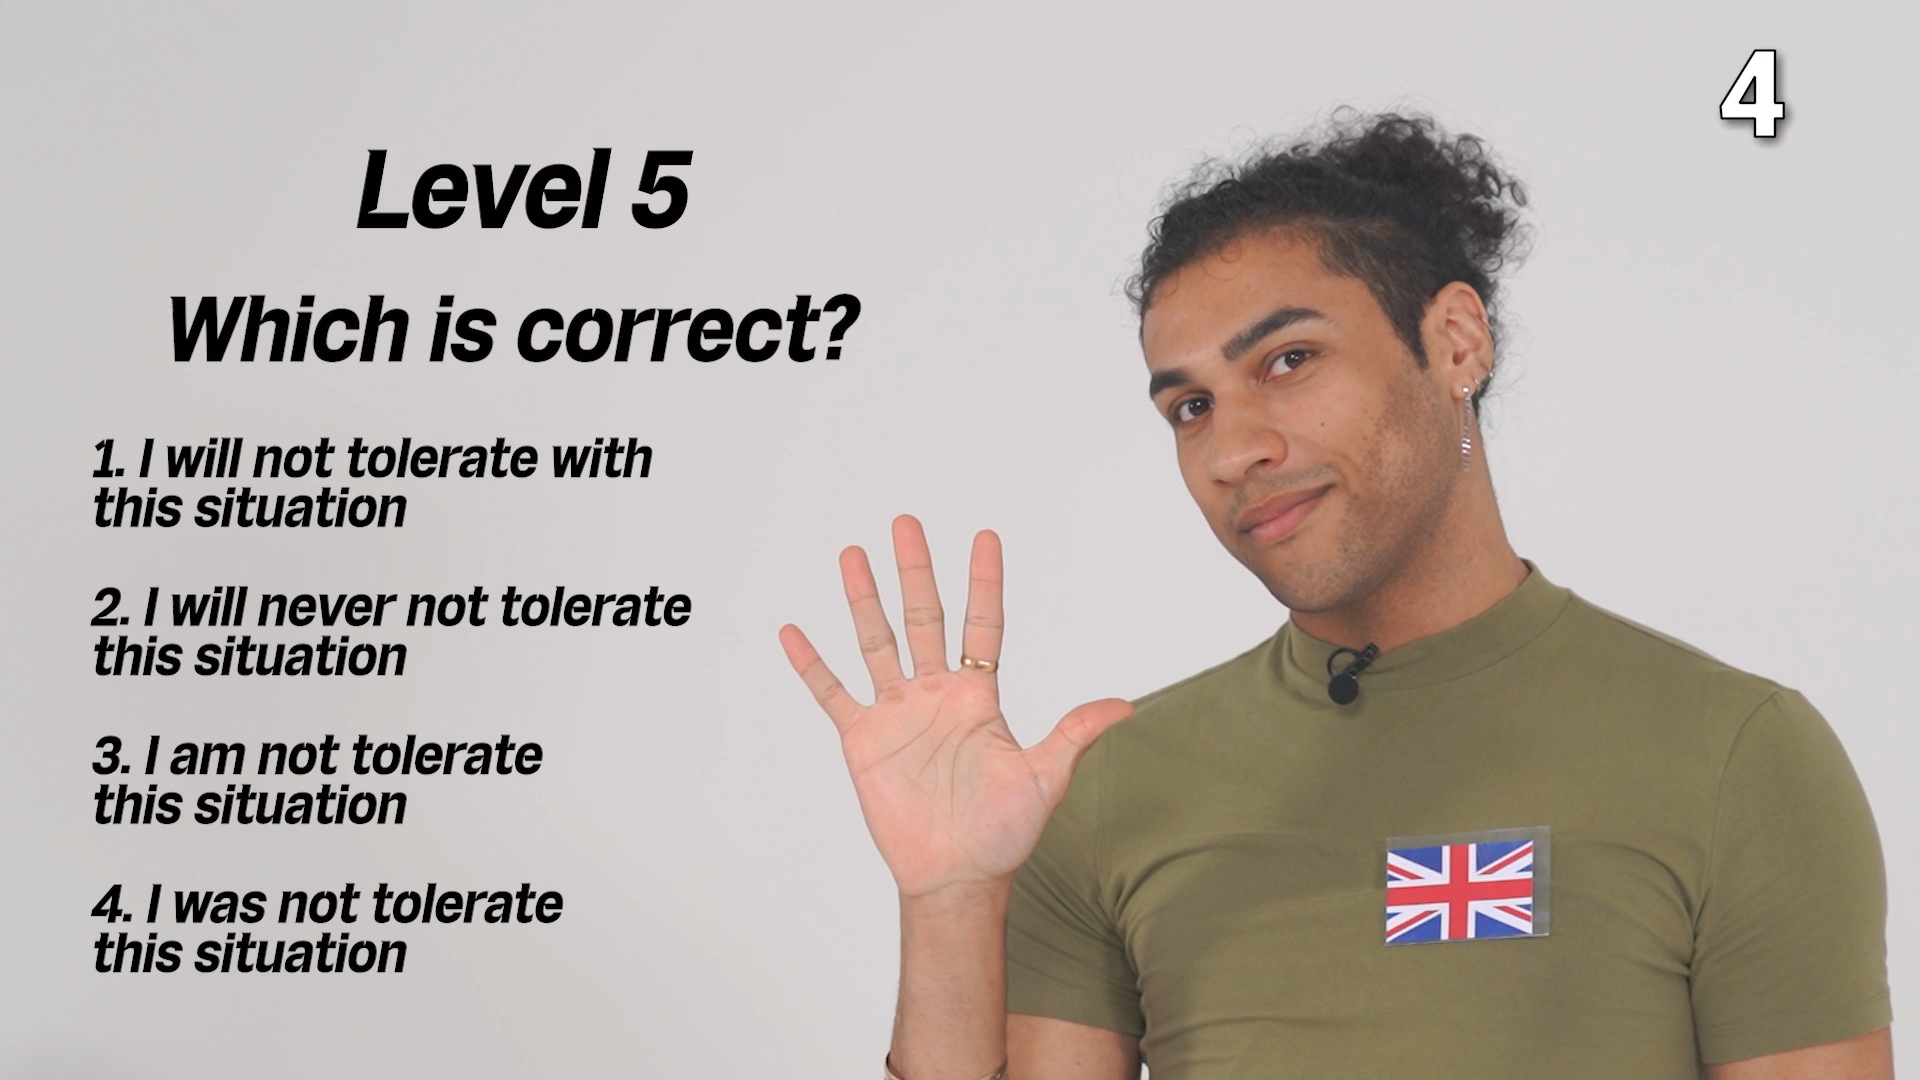 4
Level 5
Which is correct?
1. I will not tolerate with
this situation
2. I will never not tolerate
this situation
3. I am not tolerate
this situation
4. I was not tolerate
this situation